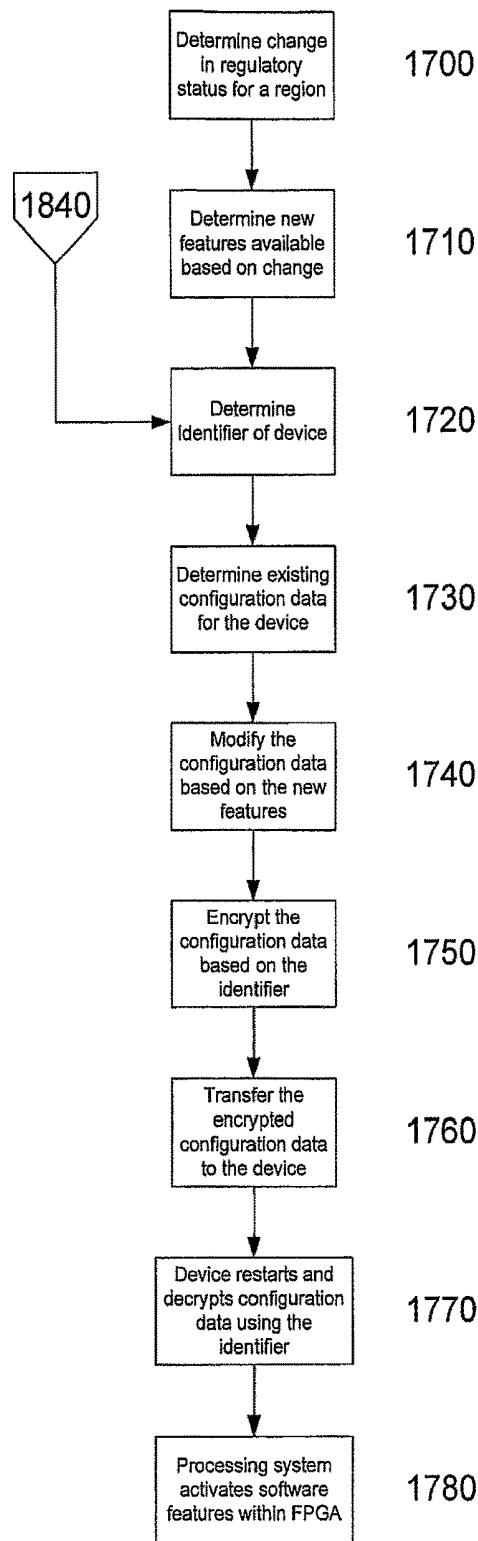 Determine change
in regulatory
status for a region
1700
1840
Determine new
features available
based on change
1710
Determine
identifier of device
1720
Determine existing
configuration data
for the device
1730
Modify the
configuration data
based on the new
features
1740
Encrypt the
configuration data
based on the
identifier
1750
Transfer the
encrypted
configuration data
to the device
1760
Device restarts and
decrypts configuration
data using the
identifier
1770
Processing system
activates software
features within FPGA
1780